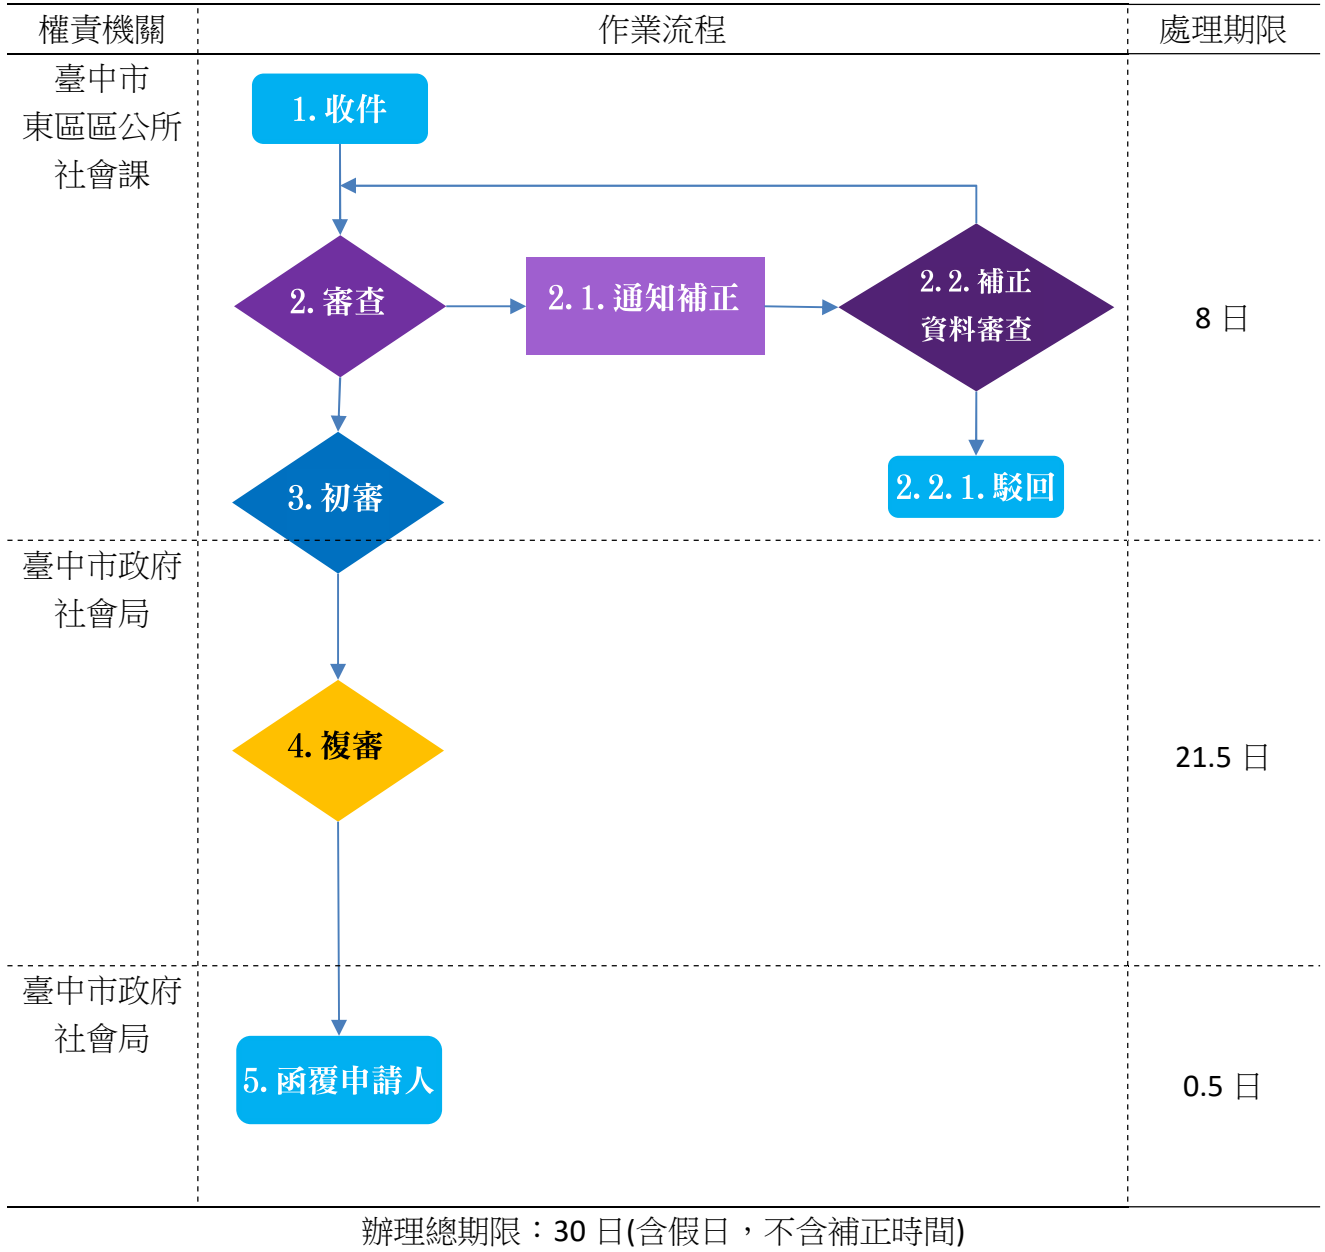 權責機關
作業流程
處理期限
臺中市
東區區公所
社會課
1.收件
2.審查
2.1.通知補正
2.2.補正
資料審查
8 日
3.初審
2.2.1.駁回
臺中市政府
社會局
4.複審
21.5 日
臺中市政府
社會局
5.函覆申請人
0.5 日
辦理總期限：30 日(含假日，不含補正時間)